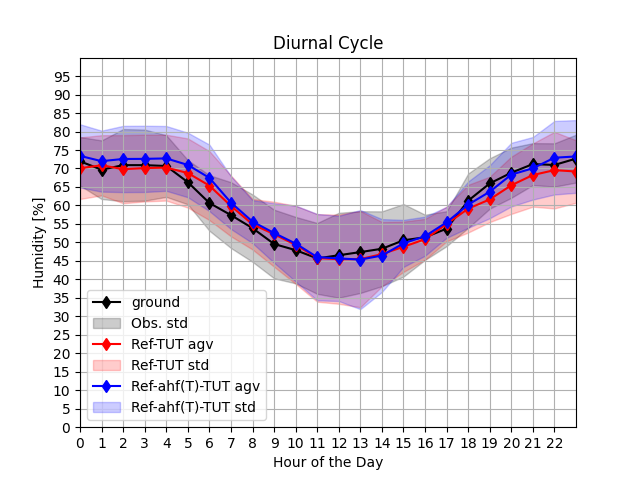 Diurnal Cycle
95
90
85
80
75
70
65
60
55
50
45
40
35
30
25
20
15
10
5
0
Humidity [%]
ground
Obs. std
Ref-TUT agv
Ref-TUT std
Ref-ahf(T)-TUT agv
Ref-ahf(T)-TUT std
0 1 2 3 4 5 6 7 8 9 10 11 12 13 14 15 16 17 18 19 20 21 22
Hour of the Day